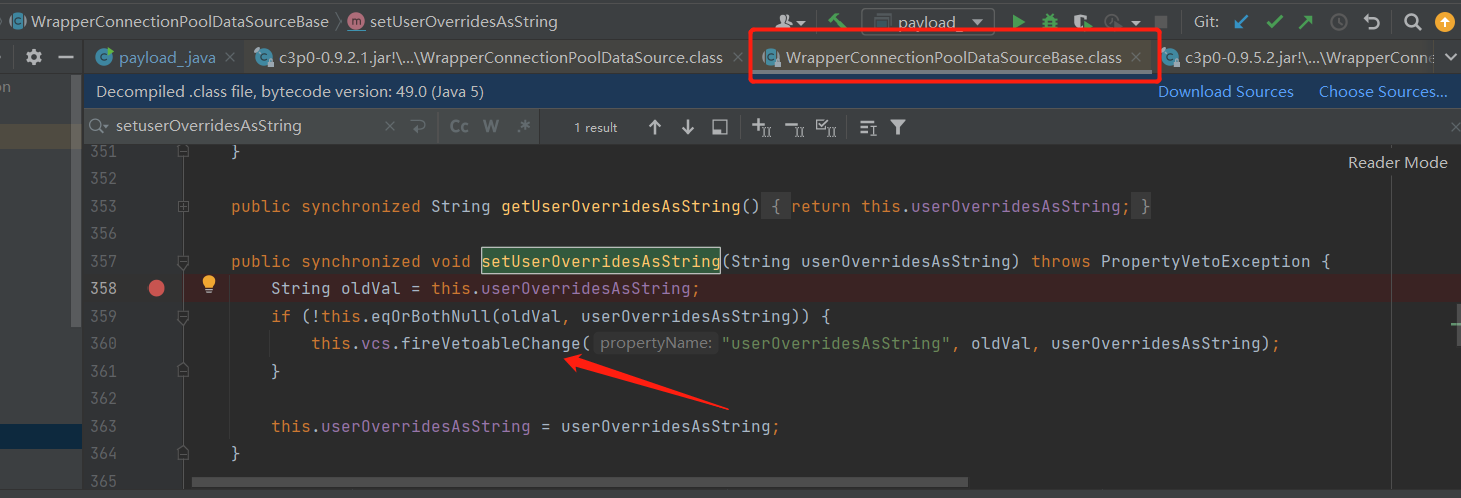 WrapperConnectionPoolDataSourceBase setUserOverridesAsString payload_ Git:
payload_.java c3p0-0.9.2.1.jar!\...\WrapperConnectionPoolDataSource.class WrapperConnectionPoolDataSourceBase.class c3p0-0.9.5.2.jar!\...\WrapperConne
on
Decompiled .class file, bytecode version: 49.0 (Java 5) Download Sources Choose Sources...
setuserOverridesAsString Cc W .* 1 result
Reader Mode
351 }
352
353 public synchronized String getUserOverridesAsString() { return this.userOverridesAsString; }
356
357 public synchronized void setUserOverridesAsString(String userOverridesAsString) throws PropertyVetoException {
358 String oldVal = this.userOverridesAsString;
359 if (!this.eqOrBothNull(oldVal, userOverridesAsString)) {
360 this.vcs.fireVetoableChange( propertyName: "userOverridesAsString", oldVal, userOverridesAsString);
361 }
362
363 this.userOverridesAsString = userOverridesAsString;
364 }
365